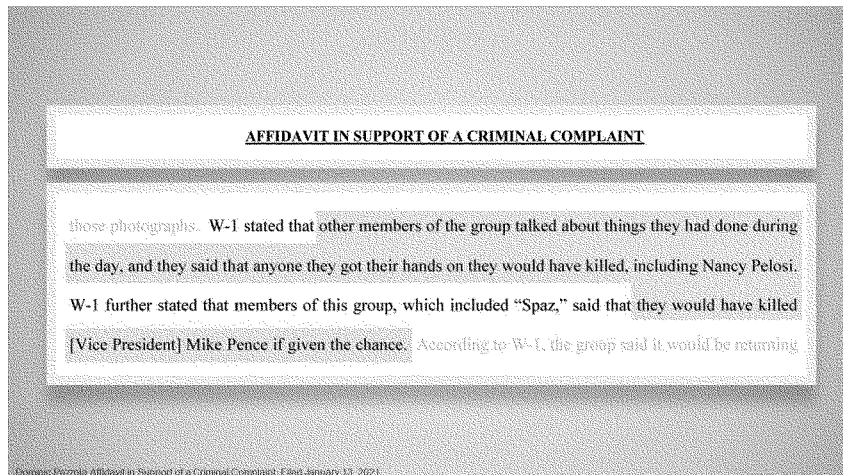 AFFIDAVIT IN SUPPORT OF A CRIMINAL COMPLAINT
those photographs. W-1 stated that other members of the group talked about things they had done during
the day, and they said that anyone they got their hands on they would have killed, including Nancy Pelosi.
W-1 further stated that members of this group, which included “Spaz,” said that they would have killed
[Vice President] Mike Pence if given the chance. According to W-1, the group said it would be returning
Dominic Pezzola Affidavit in Support of a Criminal Complaint, Filed January 13, 2021